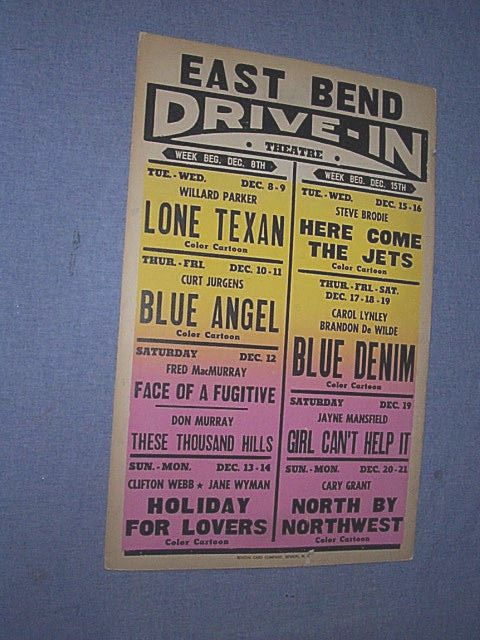 EAST BEND
DRIVE-IN
• THEATRE •
WEEK BEG. DEC. 8TH
TUE.-WED. DEC. 8-9
WILLARD PARKER
LONE TEXAN
Color Cartoon
THUR.-FRI. DEC. 10-11
CURT JURGENS
BLUE ANGEL
Color Cartoon
SATURDAY DEC. 12
FRED MacMURRAY
FACE OF A FUGITIVE
DON MURRAY
THESE THOUSAND HILLS
SUN.-MON. DEC. 13-14
CLIFTON WEBB ★ JANE WYMAN
HOLIDAY
FOR LOVERS
Color Cartoon
WEEK BEG. DEC. 15TH
TUE.-WED. DEC. 15-16
STEVE BRODIE
HERE COME
THE JETS
Color Cartoon
THUR.-FRI.-SAT.
DEC. 17-18-19
CAROL LYNLEY
BRANDON De WILDE
BLUE DENIM
Color Cartoon
SATURDAY DEC. 19
JAYNE MANSFIELD
GIRL CAN'T HELP IT
SUN.-MON. DEC. 20-21
CARY GRANT
NORTH BY
NORTHWEST
Color Cartoon
BENSON CARD COMPANY, BENSON, N. C.